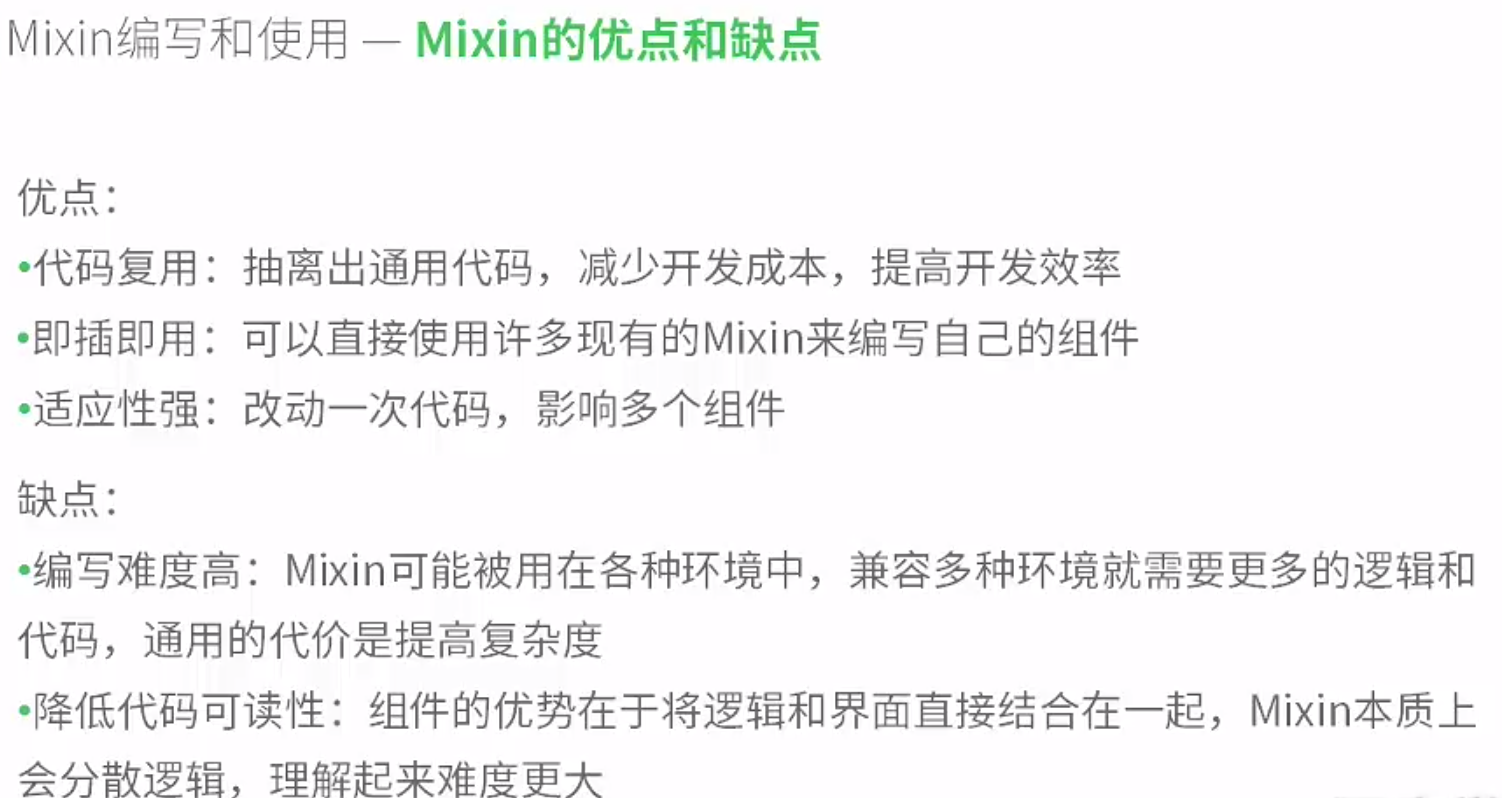 Mixin编写和使用 — Mixin的优点和缺点
优点：
•代码复用：抽离出通用代码，减少开发成本，提高开发效率
•即插即用：可以直接使用许多现有的Mixin来编写自己的组件
•适应性强：改动一次代码，影响多个组件
缺点：
•编写难度高：Mixin可能被用在各种环境中，兼容多种环境就需要更多的逻辑和
代码，通用的代价是提高复杂度
•降低代码可读性：组件的优势在于将逻辑和界面直接结合在一起，Mixin本质上
会分散逻辑，理解起来难度更大